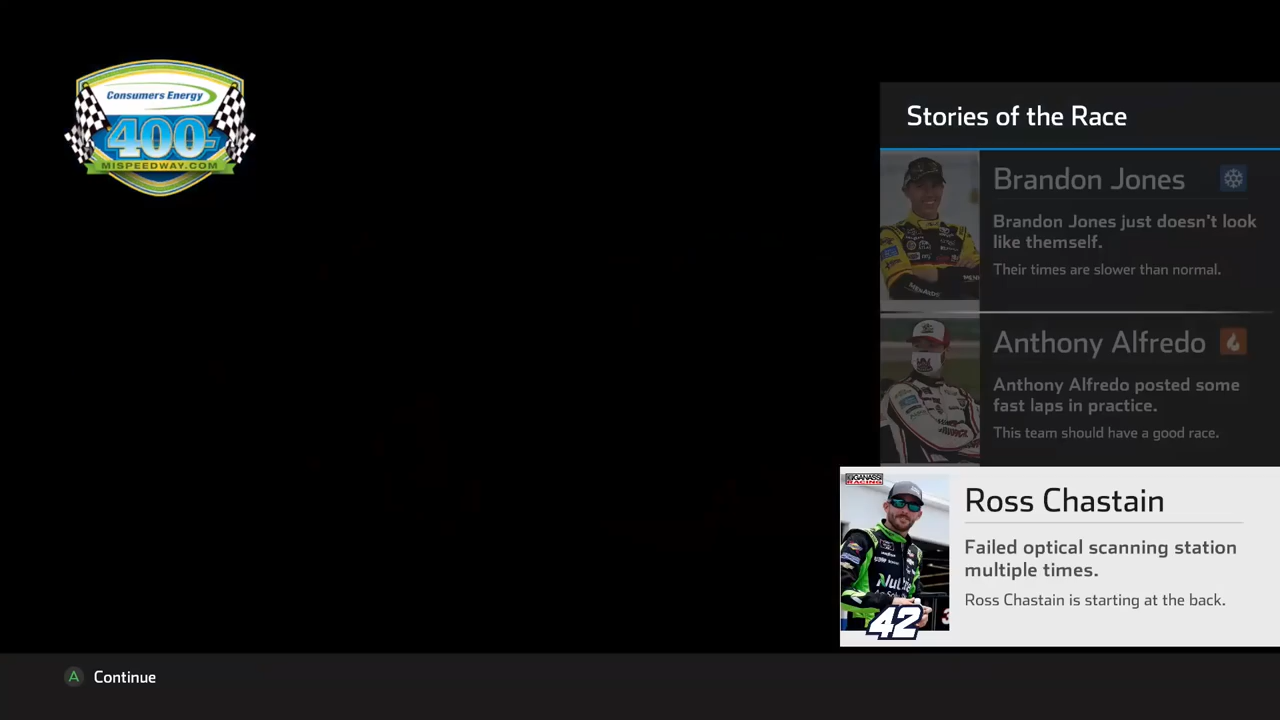 Consumers Energy
400
MISPEEDWAY.COM
Stories of the Race
Brandon Jones
Brandon Jones just doesn't look
like themself.
Their times are slower than normal.
MENARDS
Anthony Alfredo
Anthony Alfredo posted some
fast laps in practice.
This team should have a good race.
GANASSI
RACING
Ross Chastain
Failed optical scanning station
multiple times.
Ross Chastain is starting at the back.
42
A Continue